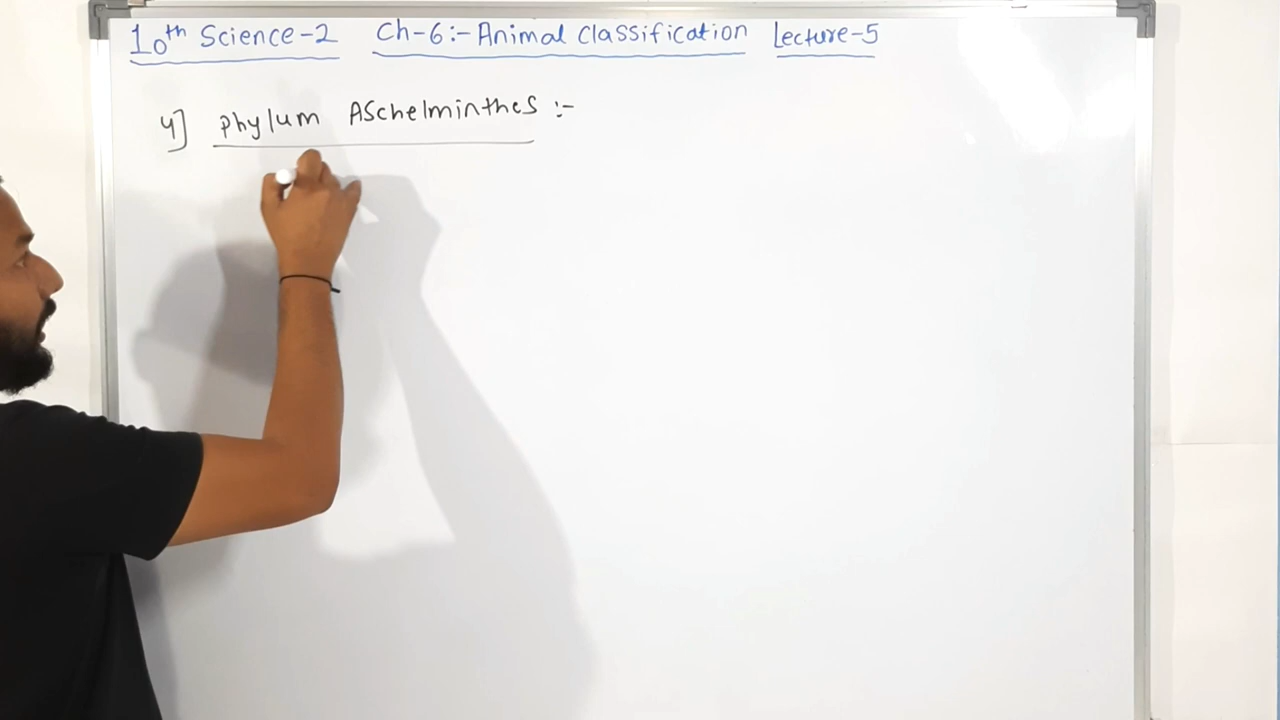 10th Science-2 Ch-6:- Animal Classification Lecture-5
4] Phylum Aschelminthes :-